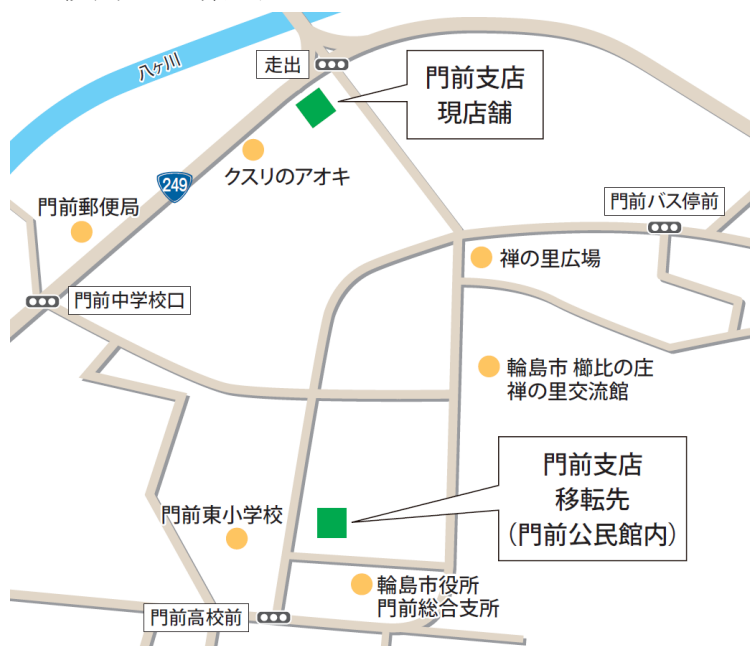 八ヶ川
走出
門前支店
現店舗
クスリのアオキ
249
門前郵便局
門前バス停前
禅の里広場
門前中学校口
輪島市 櫛比の庄
禅の里交流館
門前支店
移転先
(門前公民館内)
門前東小学校
輪島市役所
門前総合支所
門前高校前